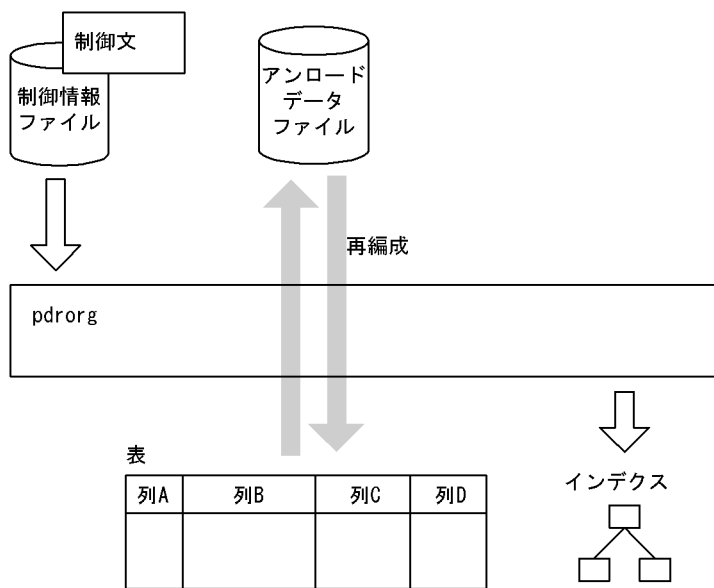 制御文
制御情報
ファイル
アンロード
データ
ファイル
再編成
pdrorg
表
列A 列B 列C 列D
インデクス